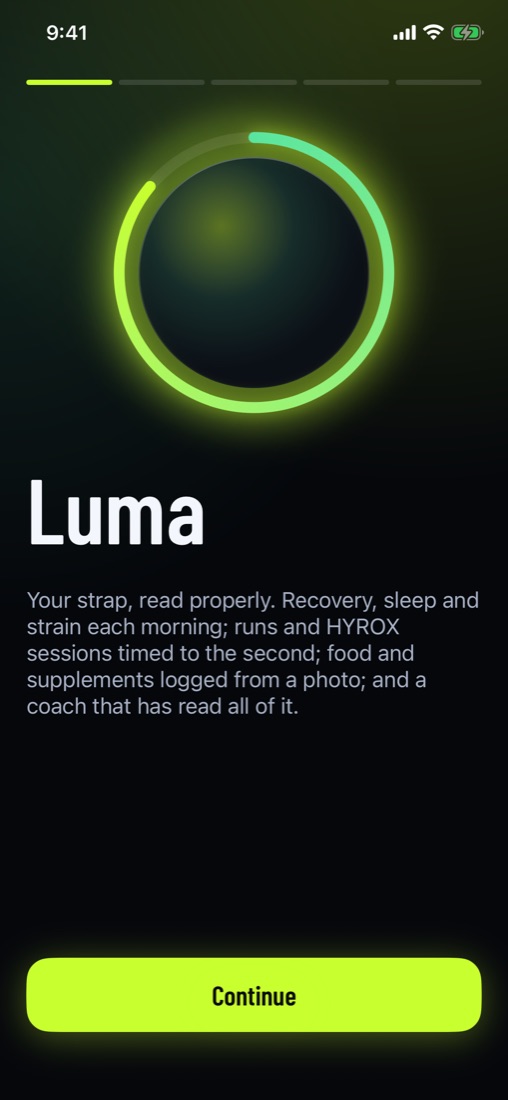 9:41
Luma
Your strap, read properly. Recovery, sleep and
strain each morning; runs and HYROX
sessions timed to the second; food and
supplements logged from a photo; and a
coach that has read all of it.
Continue